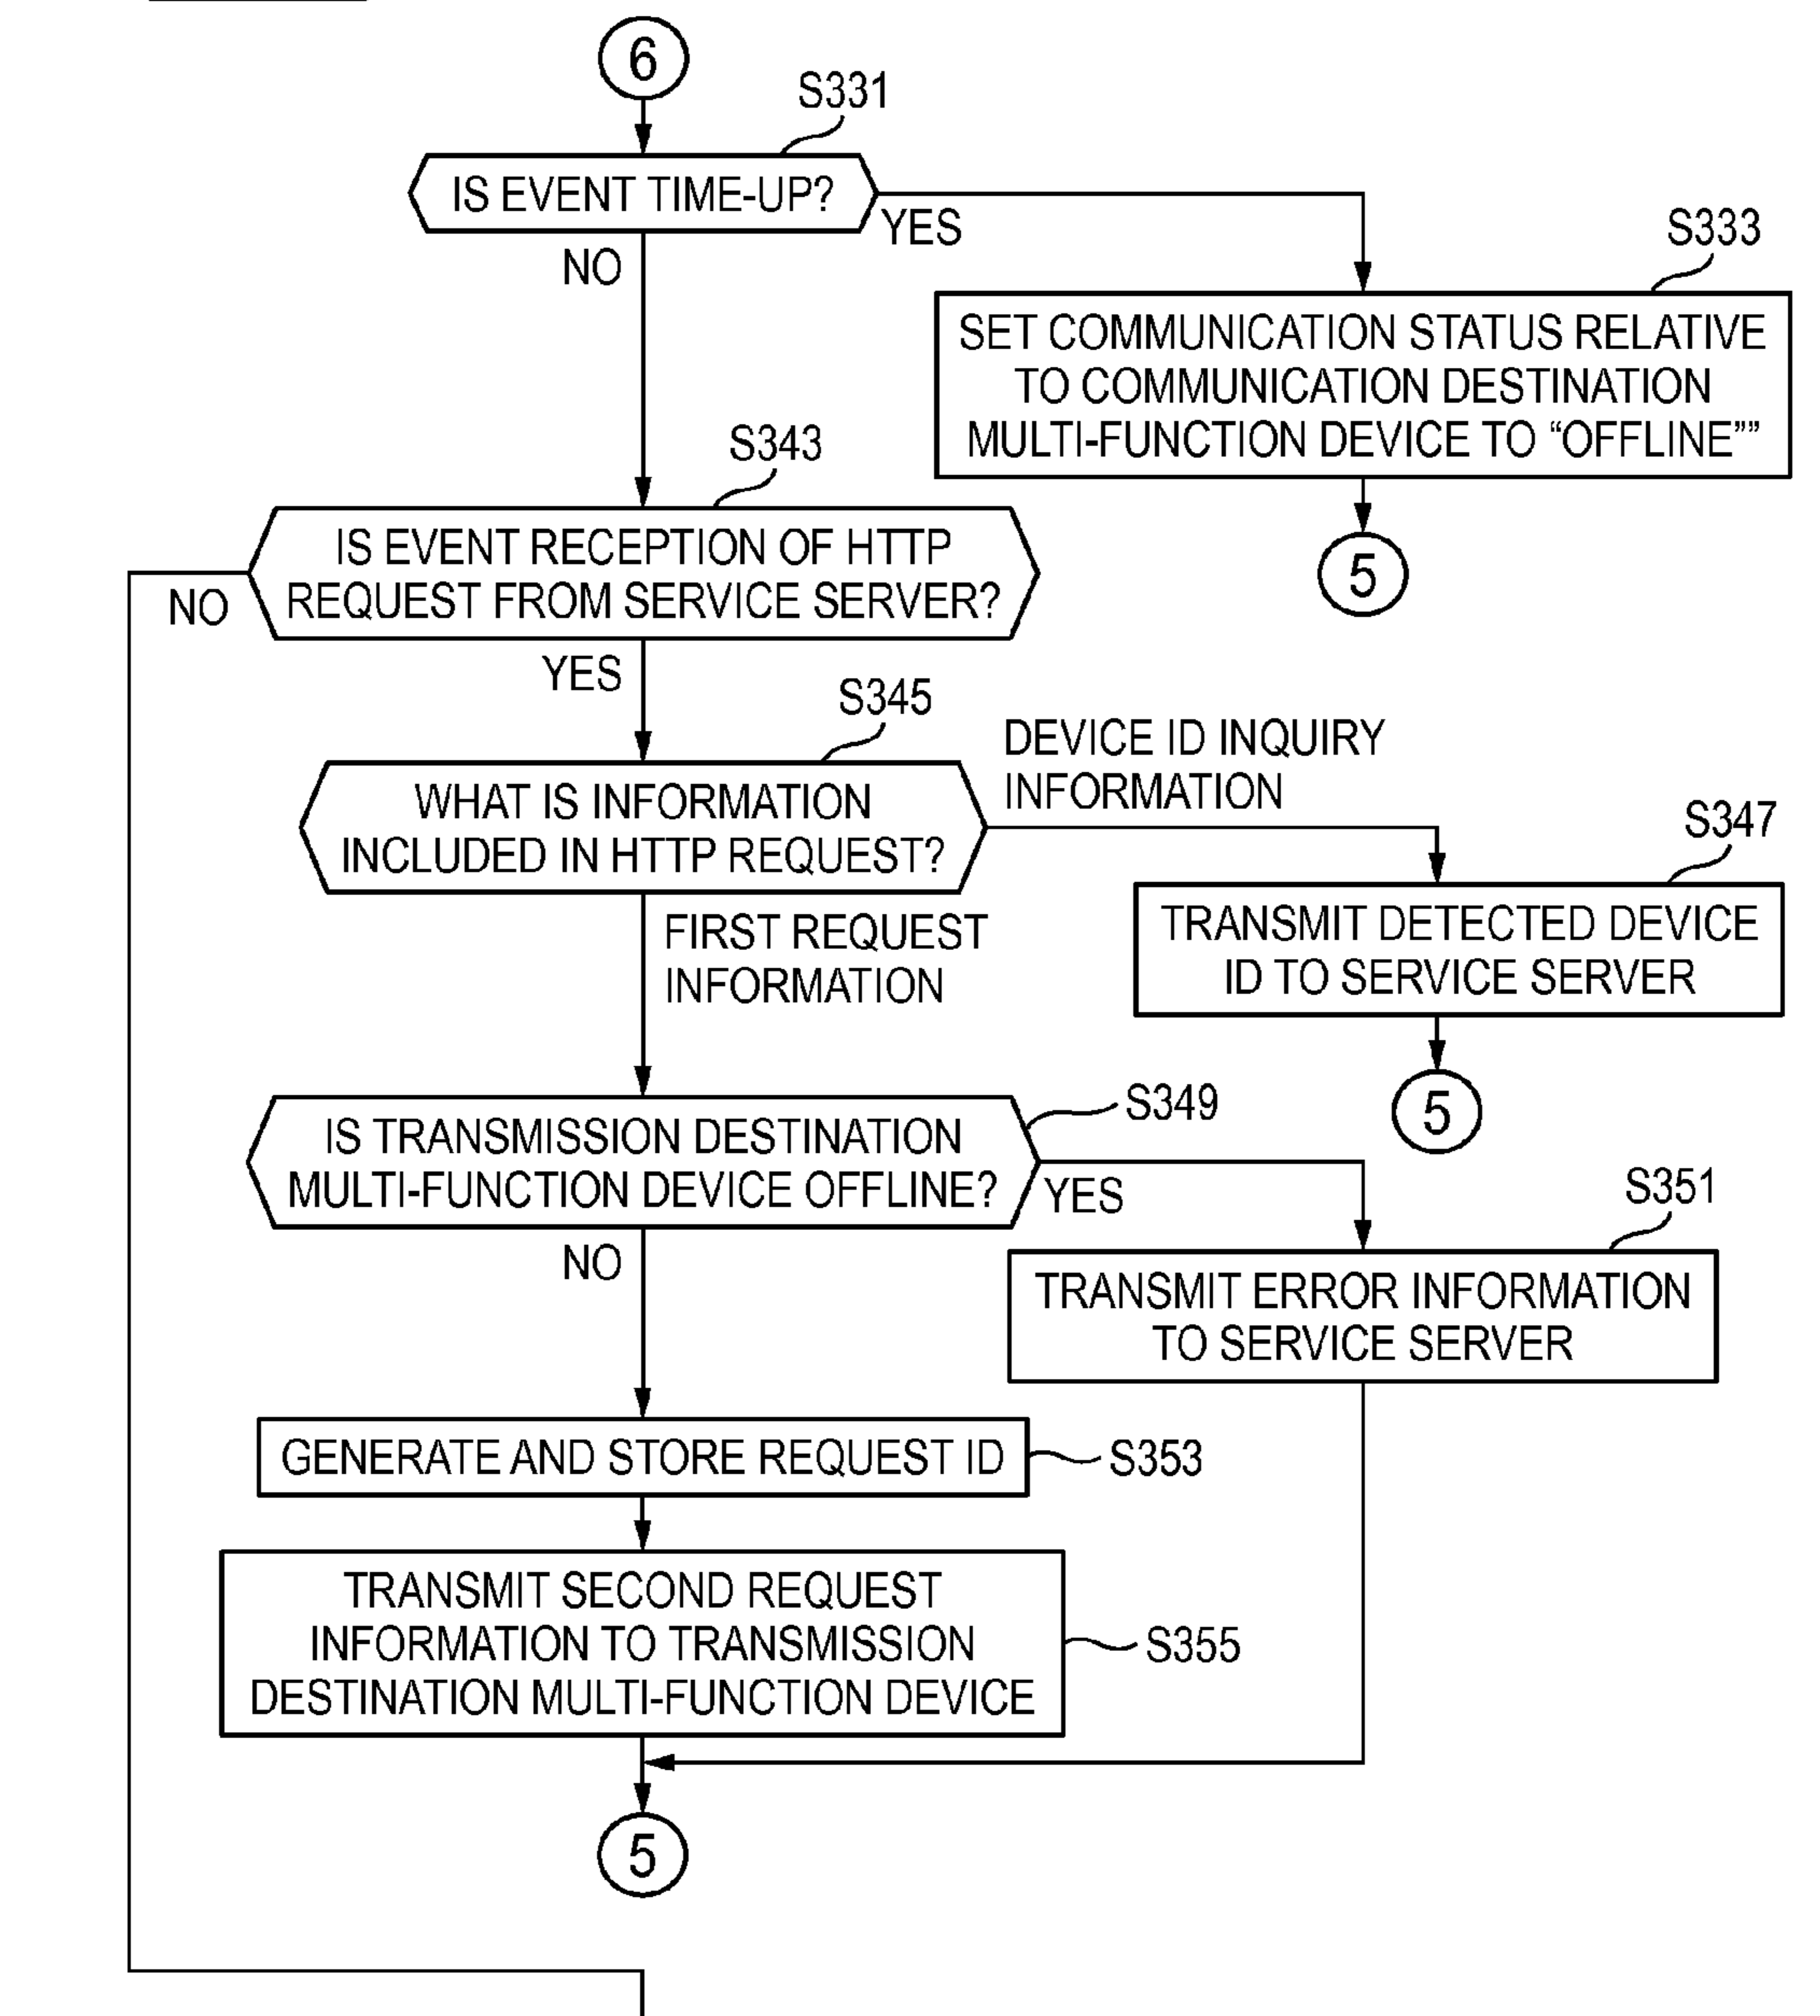 6
S331
IS EVENT TIME-UP?
YES
NO
S333
SET COMMUNICATION STATUS RELATIVE
TO COMMUNICATION DESTINATION
MULTI-FUNCTION DEVICE TO “OFFLINE””
5
S343
IS EVENT RECEPTION OF HTTP
REQUEST FROM SERVICE SERVER?
NO
YES
S345
WHAT IS INFORMATION
INCLUDED IN HTTP REQUEST?
DEVICE ID INQUIRY
INFORMATION
S347
TRANSMIT DETECTED DEVICE
ID TO SERVICE SERVER
5
FIRST REQUEST
INFORMATION
S349
IS TRANSMISSION DESTINATION
MULTI-FUNCTION DEVICE OFFLINE?
YES
NO
S351
TRANSMIT ERROR INFORMATION
TO SERVICE SERVER
GENERATE AND STORE REQUEST ID
S353
TRANSMIT SECOND REQUEST
INFORMATION TO TRANSMISSION
DESTINATION MULTI-FUNCTION DEVICE
S355
5